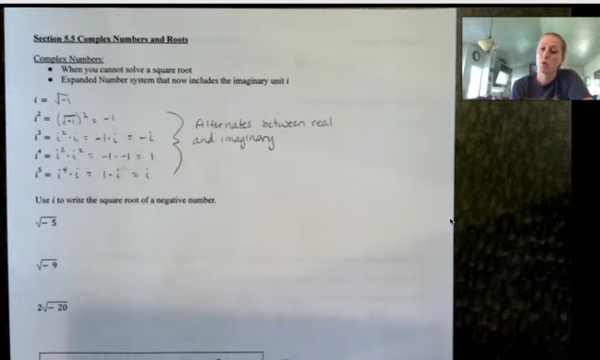 Section 5.5 Complex Numbers and Roots
Complex Numbers:
• When you cannot solve a square root
• Expanded Number system that now includes the imaginary unit i
i = √-1
i² = (√-1)² = -1
i³ = i²·i = -1·i = -i
i⁴ = i²·i² = -1·-1 = 1
i⁵ = i⁴·i = 1·i = i
Alternates between real
and imaginary
Use i to write the square root of a negative number.
√-5
√-9
2√-20